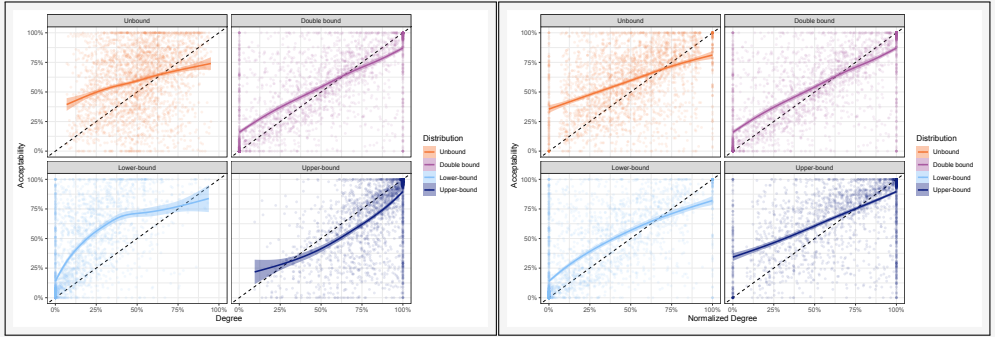 Unbound
Double bound
100%
75%
50%
25%
0%
Lower-bound
Upper-bound
100%
75%
50%
25%
0%
0%
25%
50%
75%
100%
0%
25%
50%
75%
100%
Degree
Acceptability
Distribution
Unbound
Double bound
Lower-bound
Upper-bound
Unbound
Double bound
100%
75%
50%
25%
0%
Lower-bound
Upper-bound
100%
75%
50%
25%
0%
0%
25%
50%
75%
100%
0%
25%
50%
75%
100%
Normalized Degree
Acceptability
Distribution
Unbound
Double bound
Lower-bound
Upper-bound